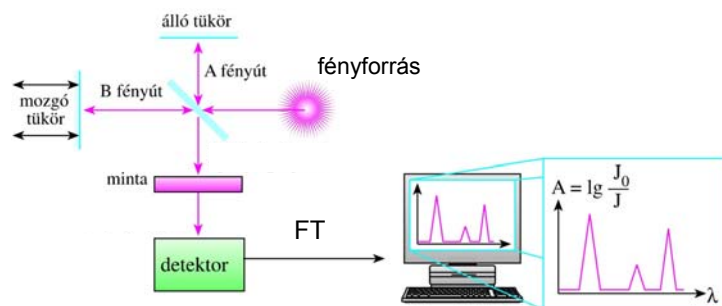 álló tükör
A fényút
fényforrás
B fényút
mozgó
tükör
minta
detektor
FT
A = lg J₀/J
λ